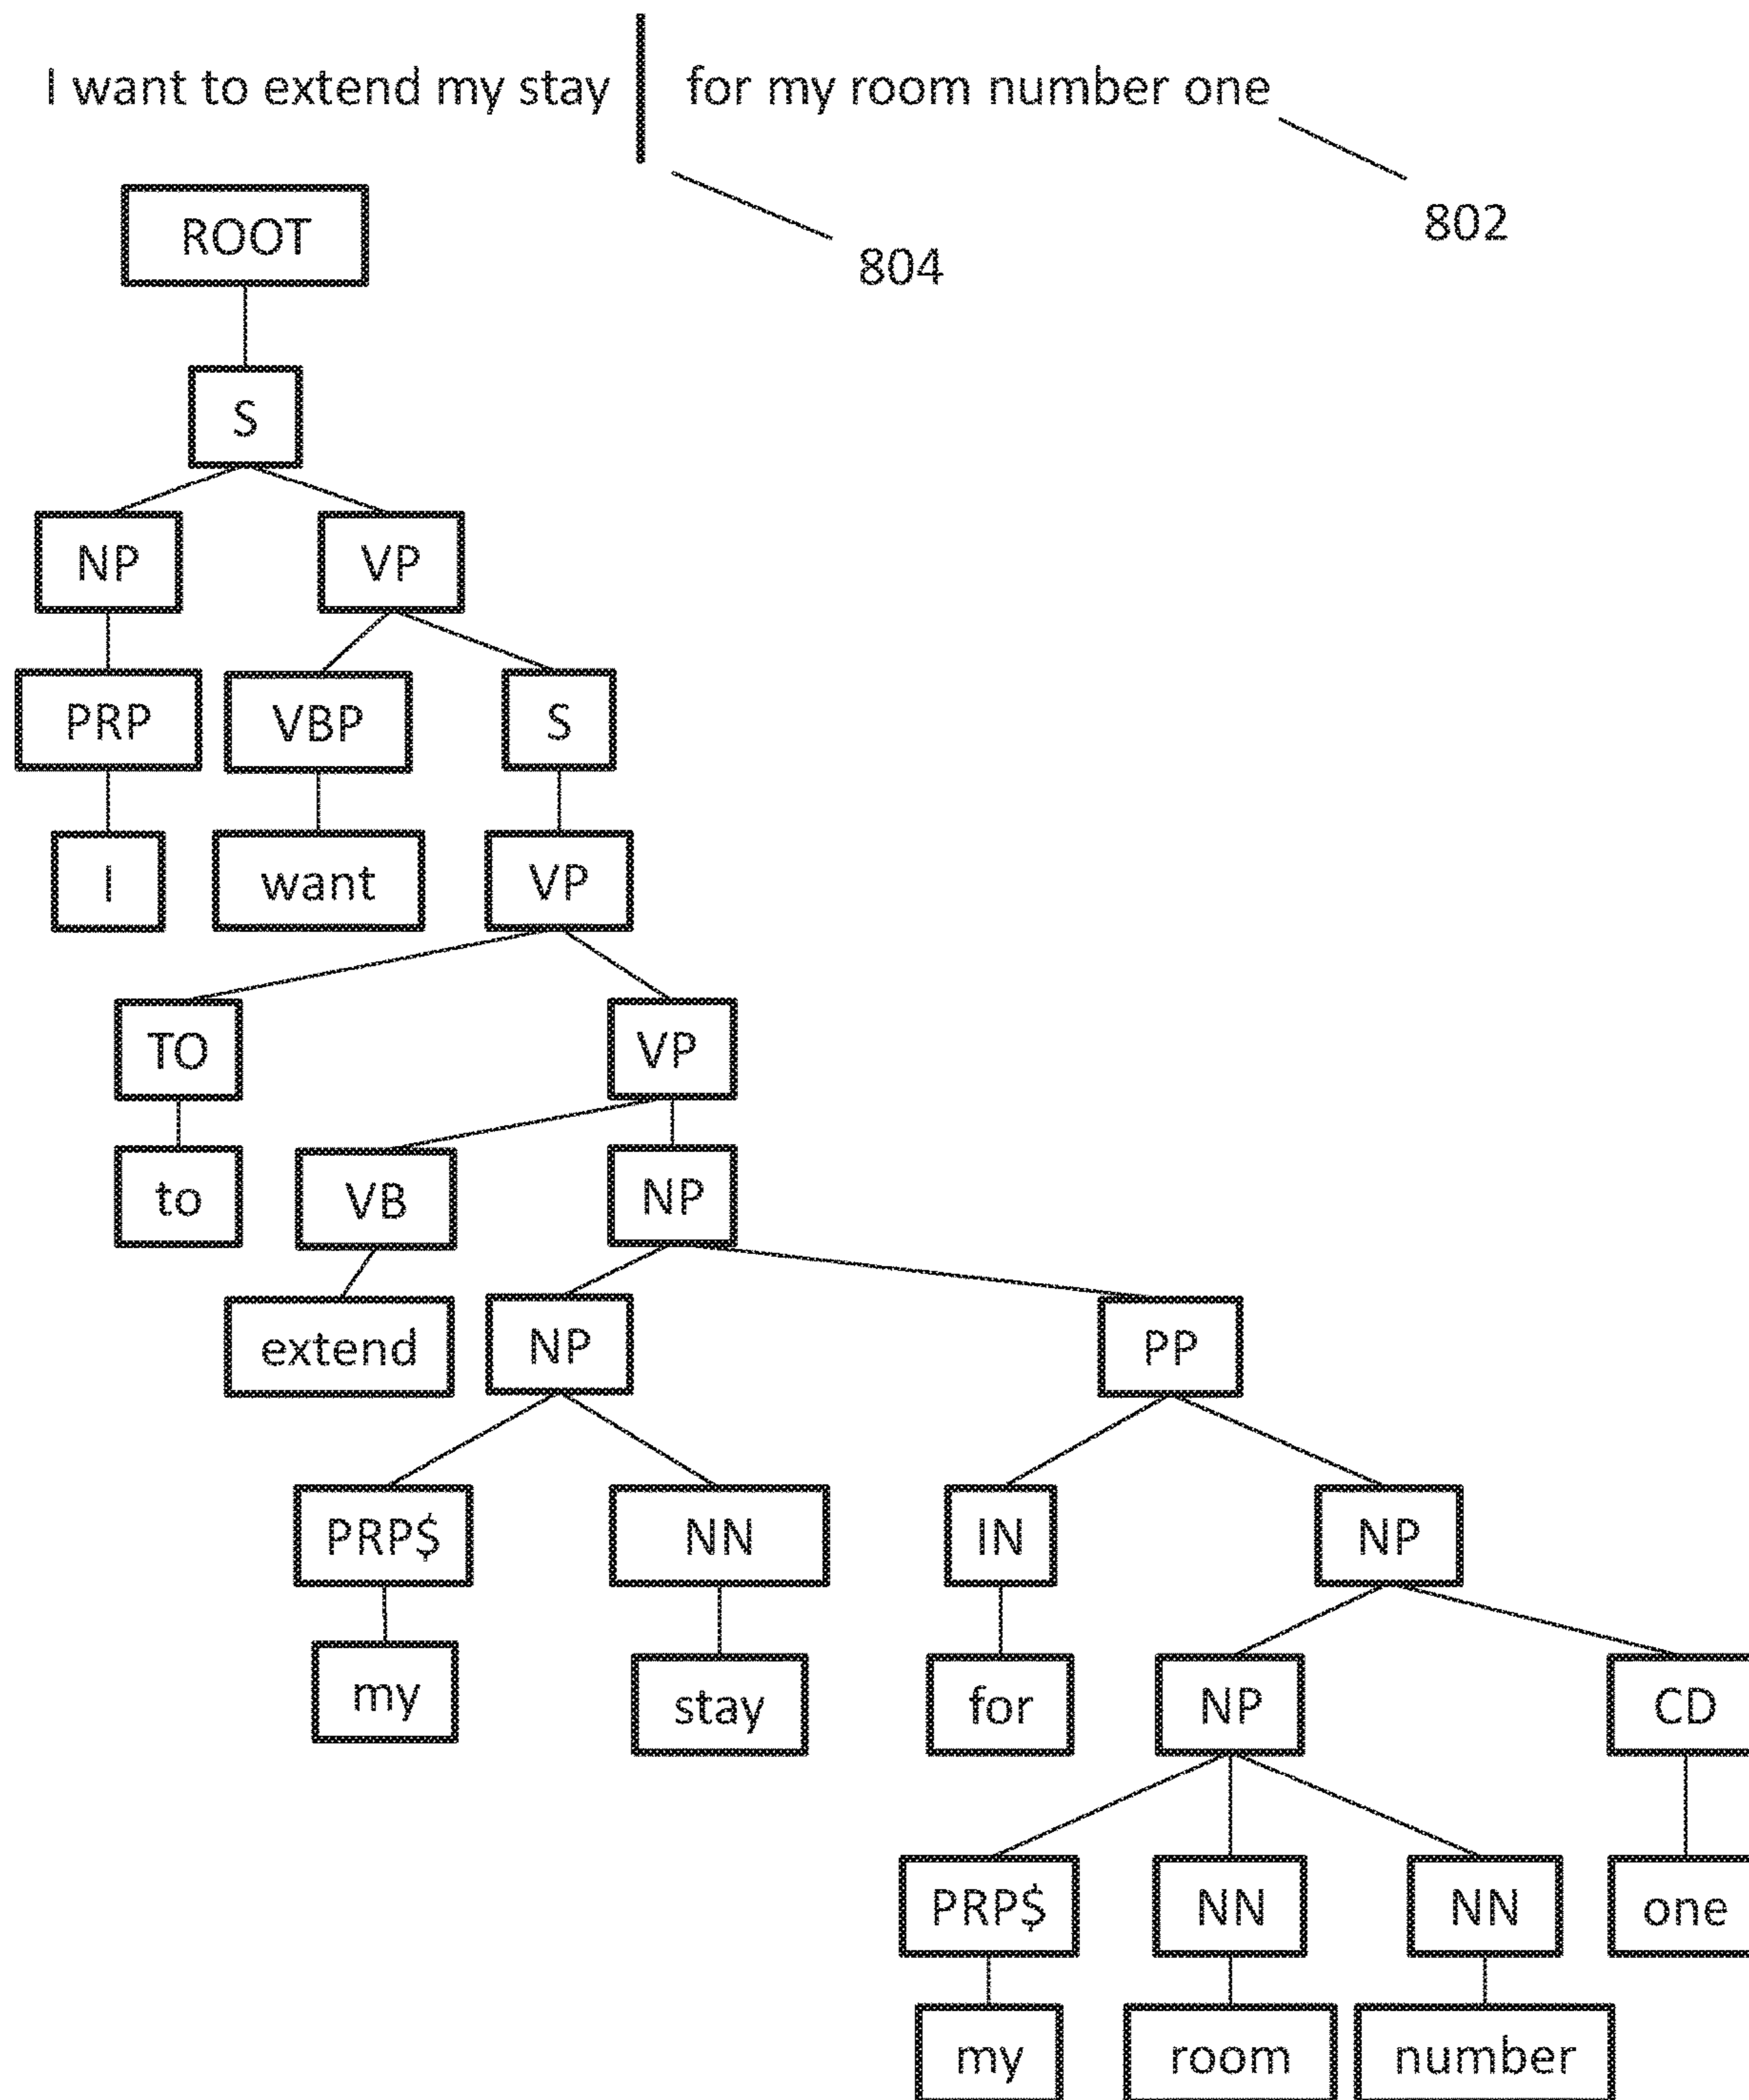 I want to extend my stay for my room number one
802
804
ROOT
S
NP VP
PRP VBP S
I want VP
TO VP
to VB NP
extend NP PP
PRP$ NN IN NP
my stay for NP CD
PRP$ NN NN one
my room number